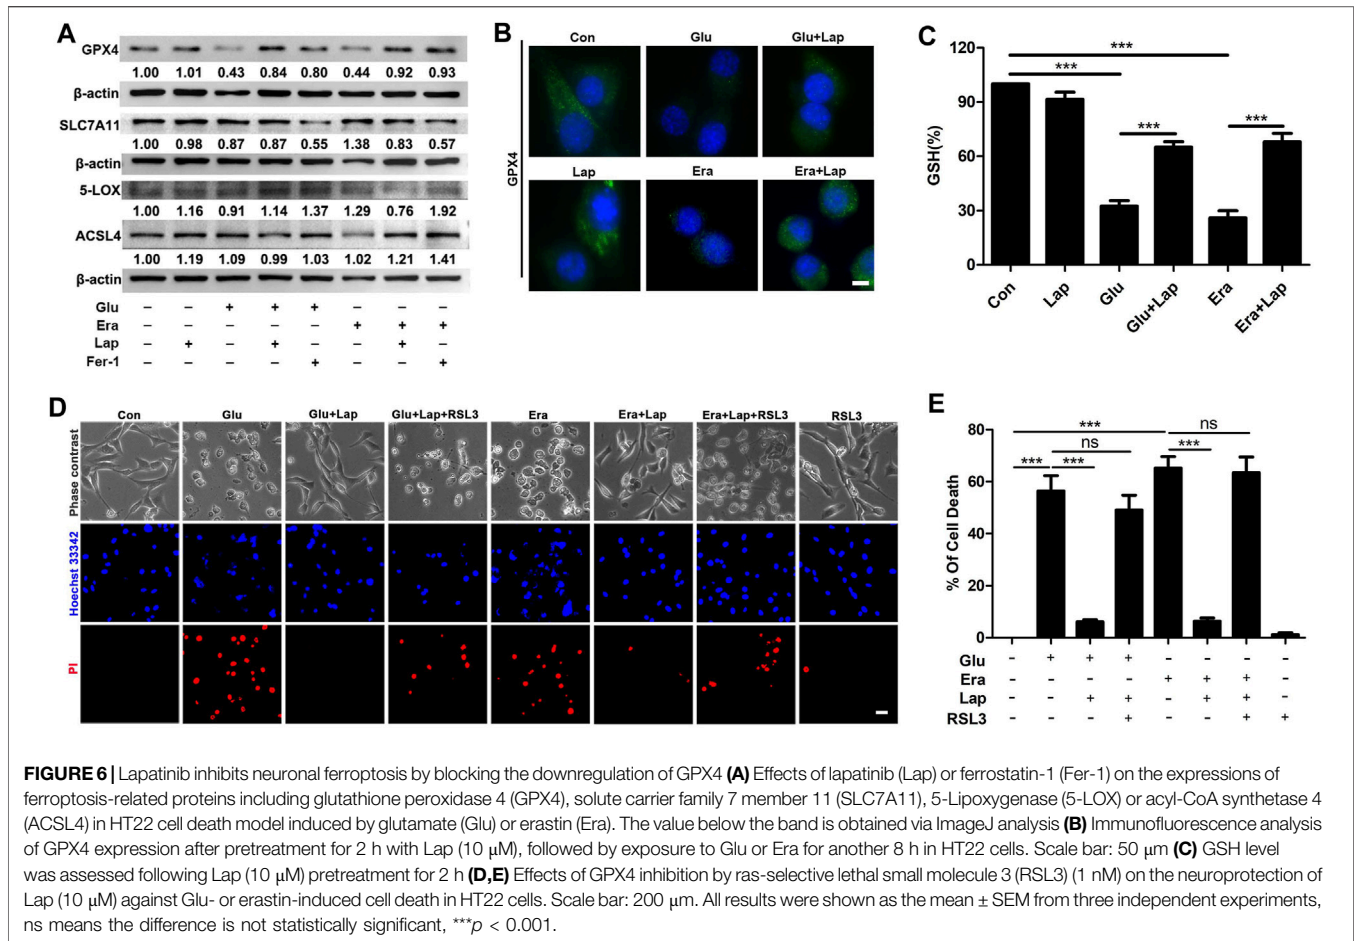 A
GPX4
1.00 1.01 0.43 0.84 0.80 0.44 0.92 0.93
β-actin
SLC7A11
1.00 0.98 0.87 0.87 0.55 1.38 0.83 0.57
β-actin
5-LOX
1.00 1.16 0.91 1.14 1.37 1.29 0.76 1.92
ACSL4
1.00 1.19 1.09 0.99 1.03 1.02 1.21 1.41
β-actin
Glu – – + + + – – –
Era – – – – – + + +
Lap – + – + – – + –
Fer-1 – – – – + – – +
B
Con Glu Glu+Lap
GPX4
Lap Era Era+Lap
C
GSH(%)
120
90
60
30
0
*** *** *** ***
Con Lap Glu Glu+Lap Era Era+Lap
D
Con Glu Glu+Lap Glu+Lap+RSL3 Era Era+Lap Era+Lap+RSL3 RSL3
Phase contrast
Hoechst 33342
PI
E
% Of Cell Death
80
60
40
20
0
*** ns
ns ***
*** ***
Glu - + + + - - - -
Era - - - - + + + -
Lap - - + + - + + -
RSL3 - - - + - - + +
FIGURE 6 | Lapatinib inhibits neuronal ferroptosis by blocking the downregulation of GPX4 (A) Effects of lapatinib (Lap) or ferrostatin-1 (Fer-1) on the expressions of
ferroptosis-related proteins including glutathione peroxidase 4 (GPX4), solute carrier family 7 member 11 (SLC7A11), 5-Lipoxygenase (5-LOX) or acyl-CoA synthetase 4
(ACSL4) in HT22 cell death model induced by glutamate (Glu) or erastin (Era). The value below the band is obtained via ImageJ analysis (B) Immunofluorescence analysis
of GPX4 expression after pretreatment for 2 h with Lap (10 μM), followed by exposure to Glu or Era for another 8 h in HT22 cells. Scale bar: 50 μm (C) GSH level
was assessed following Lap (10 μM) pretreatment for 2 h (D,E) Effects of GPX4 inhibition by ras-selective lethal small molecule 3 (RSL3) (1 nM) on the neuroprotection of
Lap (10 μM) against Glu- or erastin-induced cell death in HT22 cells. Scale bar: 200 μm. All results were shown as the mean ± SEM from three independent experiments,
ns means the difference is not statistically significant, ***p < 0.001.